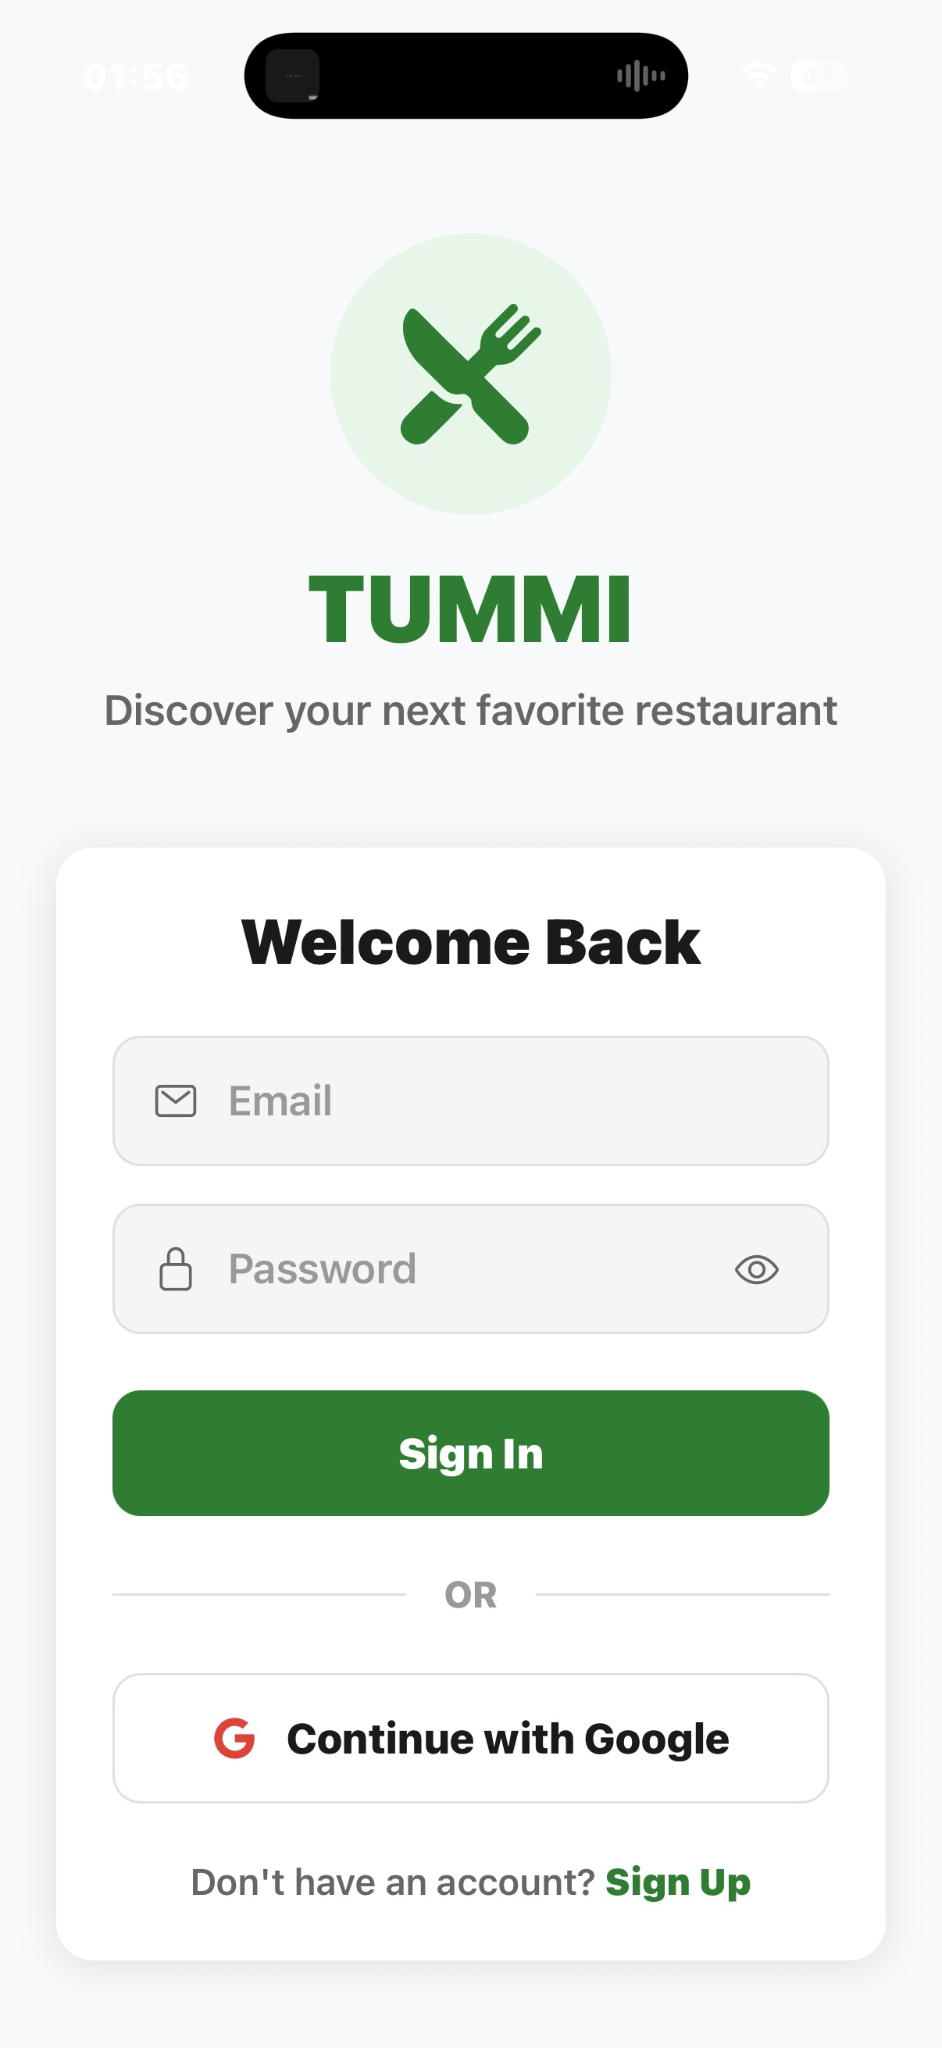 01:56
47
TUMMI
Discover your next favorite restaurant
Welcome Back
Email
Password
Sign In
OR
Continue with Google
Don't have an account? Sign Up